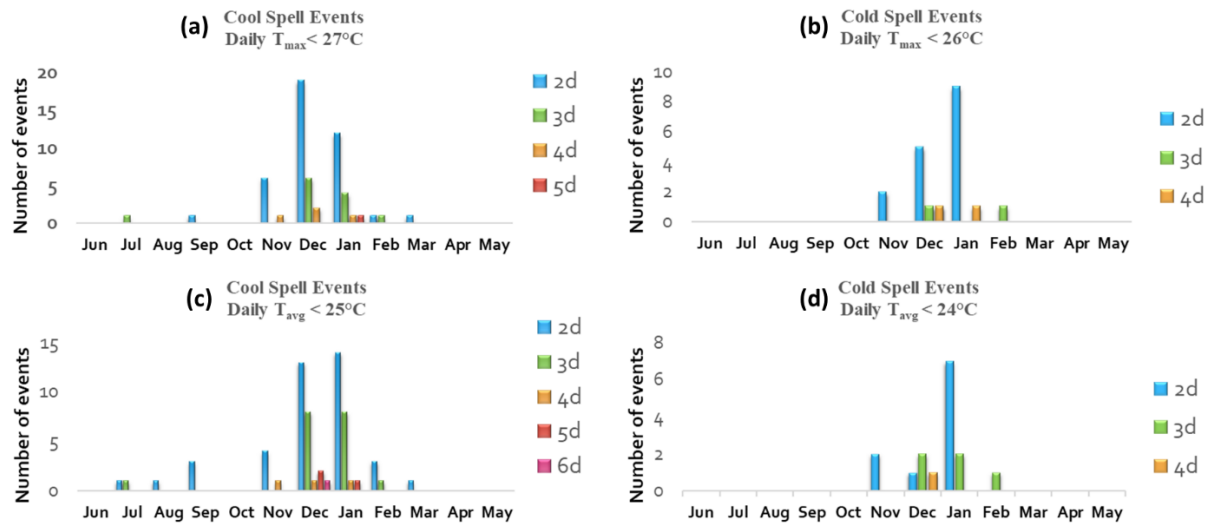 (a)
Cool Spell Events
Daily Tmax< 27°C
Number of events
20
15
10
5
0
Jun Jul Aug Sep Oct Nov Dec Jan Feb Mar Apr May
2d
3d
4d
5d
(b)
Cold Spell Events
Daily Tmax < 26°C
Number of events
10
8
6
4
2
0
Jun Jul Aug Sep Oct Nov Dec Jan Feb Mar Apr May
2d
3d
4d
(c)
Cool Spell Events
Daily Tavg < 25°C
Number of events
15
10
5
0
Jun Jul Aug Sep Oct Nov Dec Jan Feb Mar Apr May
2d
3d
4d
5d
6d
(d)
Cold Spell Events
Daily Tavg < 24°C
Number of events
8
6
4
2
0
Jun Jul Aug Sep Oct Nov Dec Jan Feb Mar Apr May
2d
3d
4d